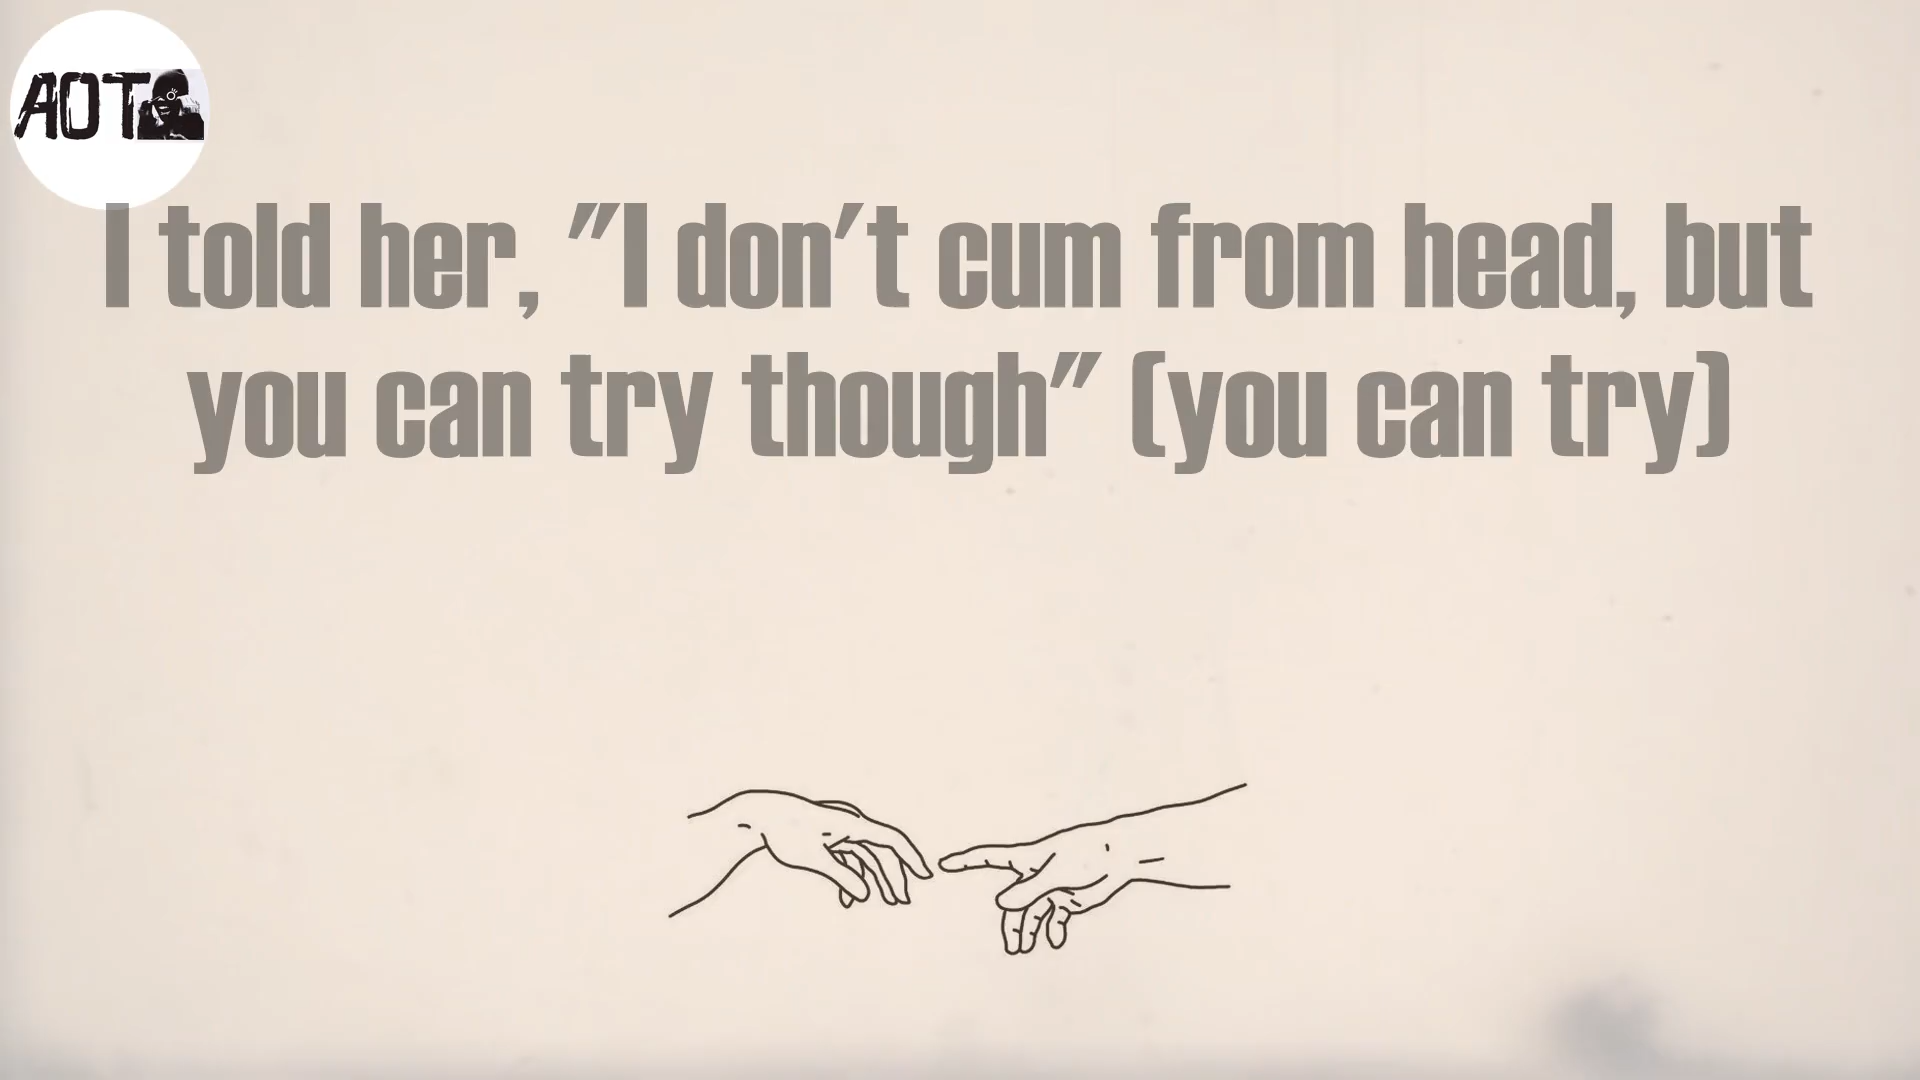 AOT
I told her, "I don't cum from head, but
you can try though" (you can try)